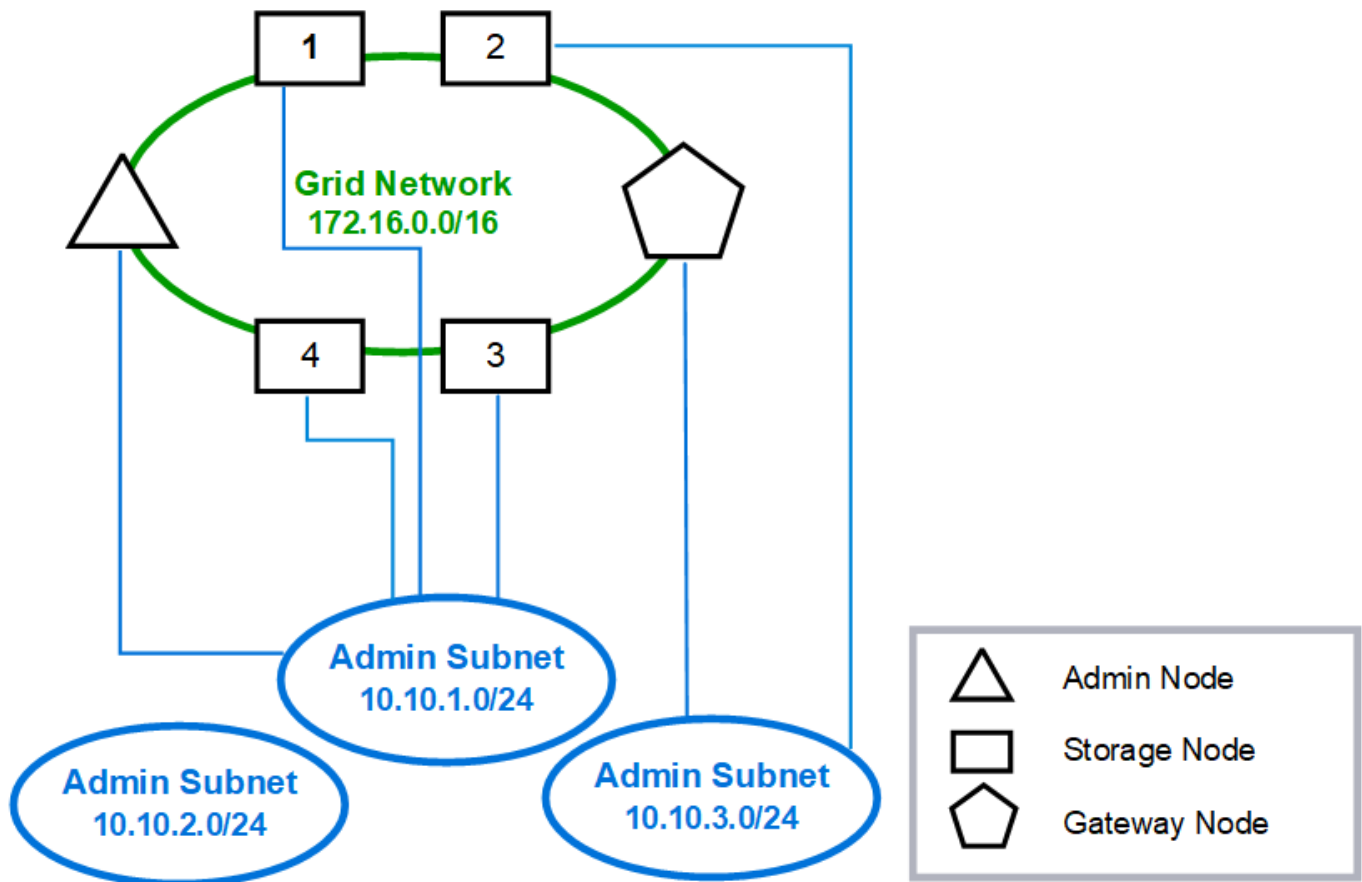 1
2
Grid Network
172.16.0.0/16
4
3
Admin Subnet
10.10.1.0/24
Admin Subnet
10.10.2.0/24
Admin Subnet
10.10.3.0/24
Admin Node
Storage Node
Gateway Node